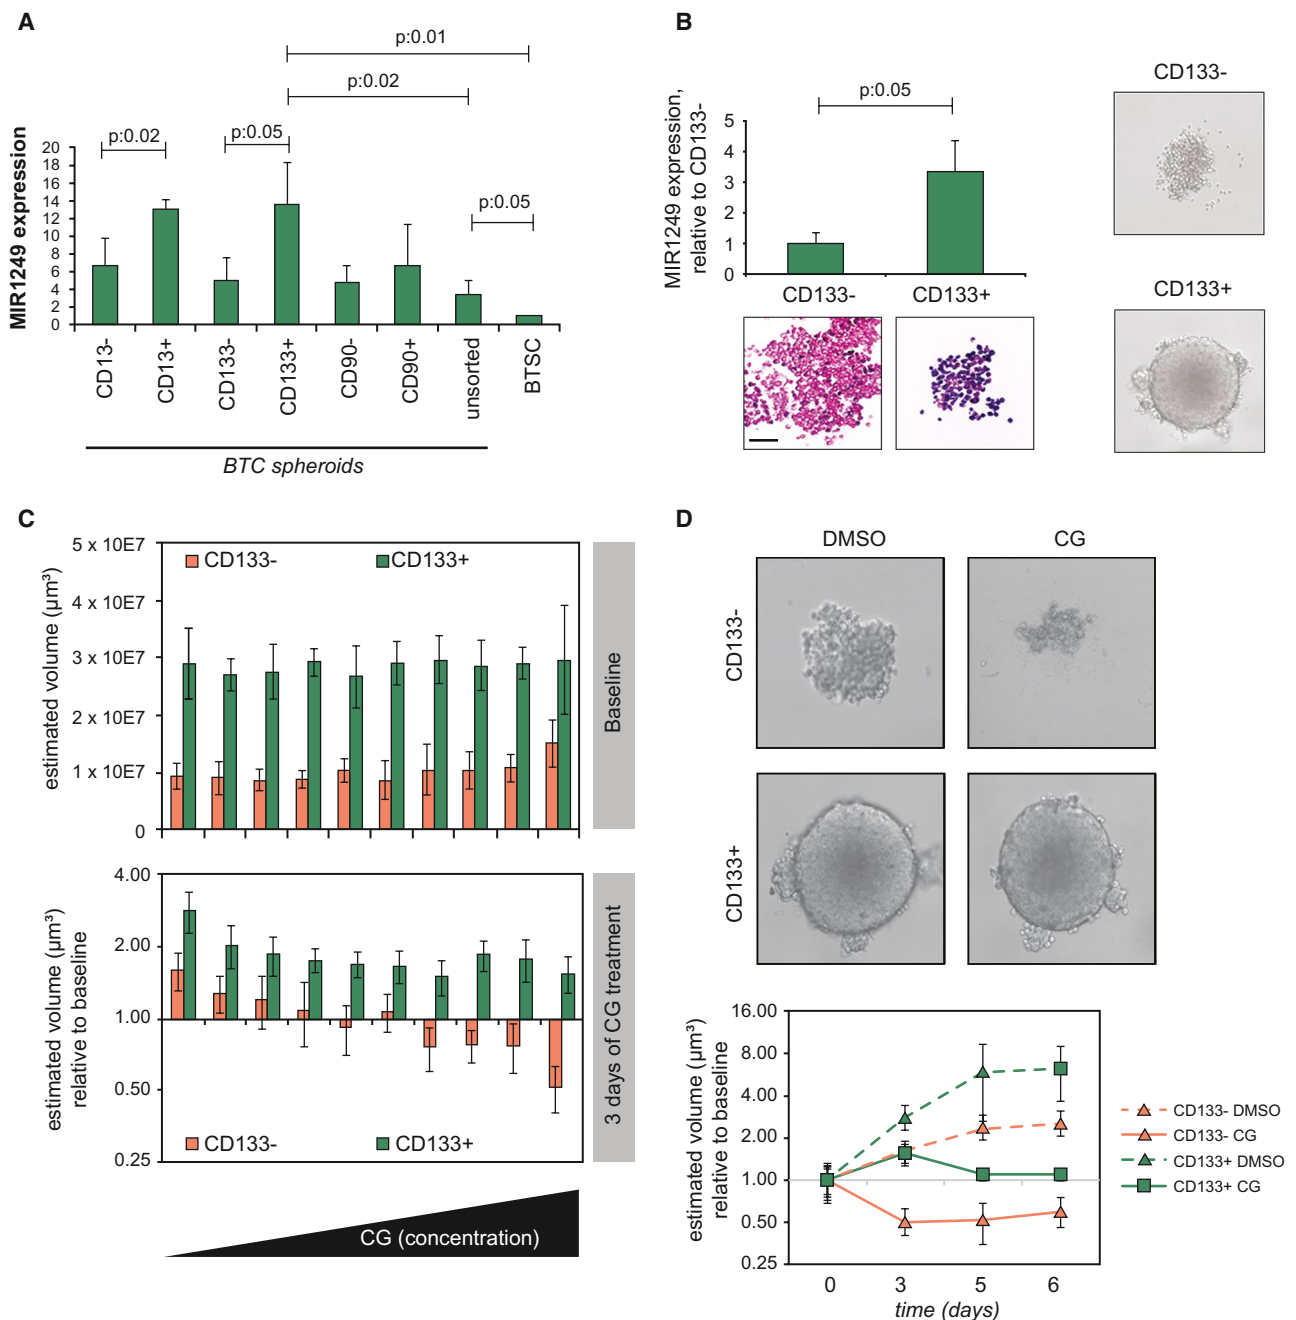 A
p:0.01
p:0.02
p:0.02
p:0.05
p:0.05
MIR1249 expression
20
18
16
14
12
10
8
6
4
2
0
CD13-
CD13+
CD133-
CD133+
CD90-
CD90+
unsorted
BTSC
BTC spheroids
B
p:0.05
MIR1249 expression,
relative to CD133-
5
4
3
2
1
0
CD133-
CD133+
CD133-
CD133+
C
estimated volume (µm³)
5 x 10E7
4 x 10E7
3 x 10E7
2 x 10E7
1 x 10E7
0
CD133-
CD133+
Baseline
estimated volume (µm³)
relative to baseline
4.00
2.00
1.00
0.50
0.25
CD133-
CD133+
3 days of CG treatment
CG (concentration)
D
DMSO
CG
CD133-
CD133+
estimated volume (µm³)
relative to baseline
16.00
8.00
4.00
2.00
1.00
0.50
0.25
0
3
5
6
time (days)
CD133- DMSO
CD133- CG
CD133+ DMSO
CD133+ CG